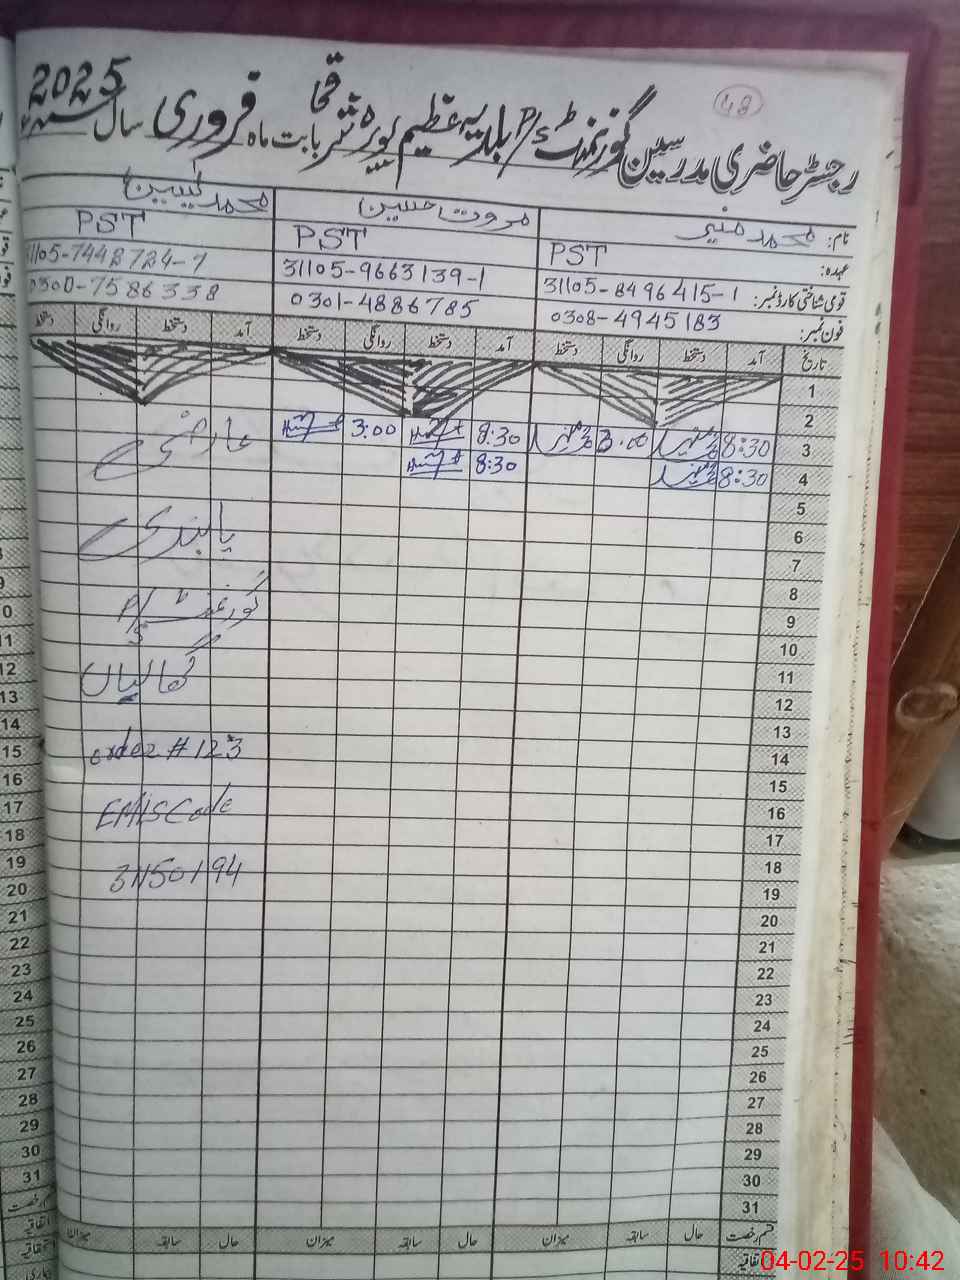 48
رجسٹر حاضری مدرسین گورنمنٹ بلدیہ عظیم پورہ شرقی بابت ماہ فروری سال 2025
نام: محمد منیر
عہدہ: PST
قومی شناختی کارڈ نمبر: 31105-8496415-1
فون نمبر: 0308-4945183
حسین
PST
31105-9663139-1
0301-4886785
محمد یٰسین
PST
31105-7448724-7
0300-7586338
تاریخ آمد دستخط روانگی دستخط آمد دستخط روانگی دستخط آمد دستخط روانگی دستخط
1
2
3 8:30 3:00 8:30 3:00 عارضی
4 8:30 8:30
5
6 پابندی
7
8
9 گورنمنٹ P/S
10
11
12
13
14 order # 123
15
16 EMIS Code
17
18
19
20
21
22
23
24
25
26
27
28
29
30
31
قسم رخصت حال سابقہ میزان حال سابقہ میزان حال سابقہ میزان
اتفاقیہ
04-02-25 10:42